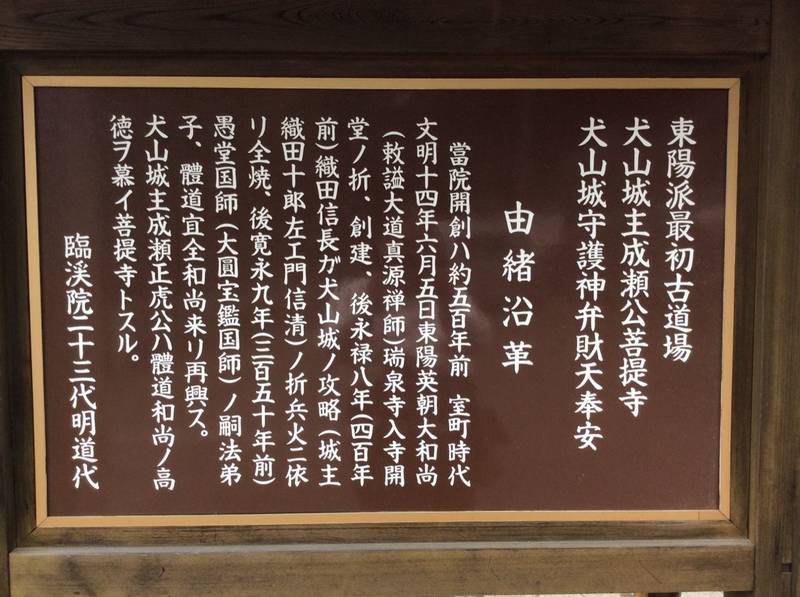 東陽派最初古道場
犬山城主成瀬公菩提寺
犬山城守護神弁財天奉安
由緒沿革
當院開創ハ約五百年前 室町時代
文明十四年六月五日東陽英朝大和尚
(敕謚大道真源禅師)瑞泉寺入寺開
堂ノ折、創建、後永禄八年(四百年
前)織田信長ガ犬山城ノ攻略(城主
織田十郎左エ門信清)ノ折兵火ニ依
リ全焼、後寛永九年(三百五十年前)
愚堂国師(大圓宝鑑国師)ノ嗣法弟
子、體道宜全和尚来リ再興ス。
犬山城主成瀬正虎公ハ體道和尚ノ高
徳ヲ慕イ菩提寺トスル。
臨溪院二十三代明道代